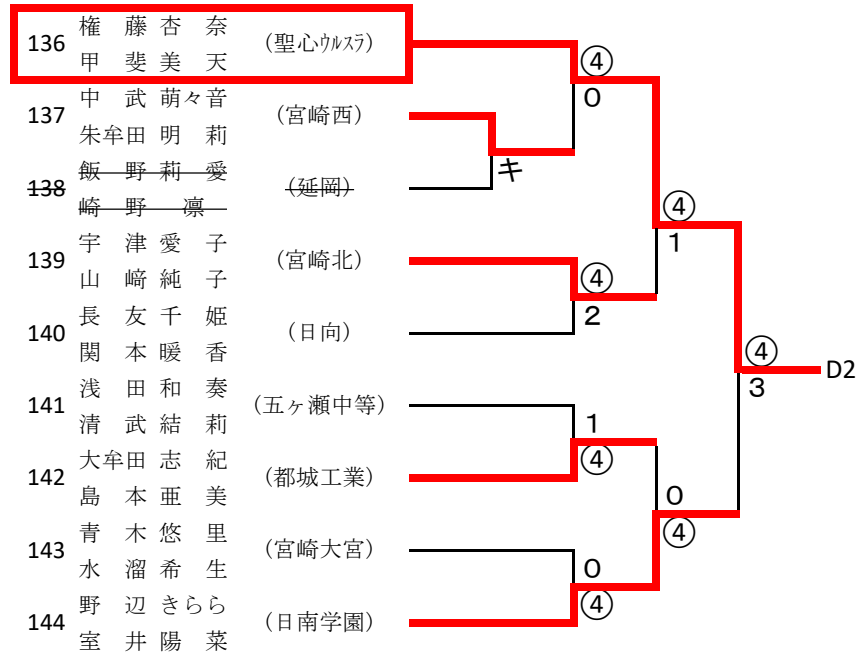 136 権藤杏奈 (聖心ウルスラ)
甲斐美天
④
0
137 中武萌々音 (宮崎西)
朱牟田明莉
キ
138 飯野莉愛 (延岡)
崎野凛
④
1
139 宇津愛子 (宮崎北)
山﨑純子
④
2
140 長友千姫 (日向)
関本暖香
④
3
D2
141 浅田和奏 (五ヶ瀬中等)
清武結莉
1
④
142 大牟田志紀 (都城工業)
島本亜美
0
④
143 青木悠里 (宮崎大宮)
水溜希生
0
④
144 野辺きらら (日南学園)
室井陽菜